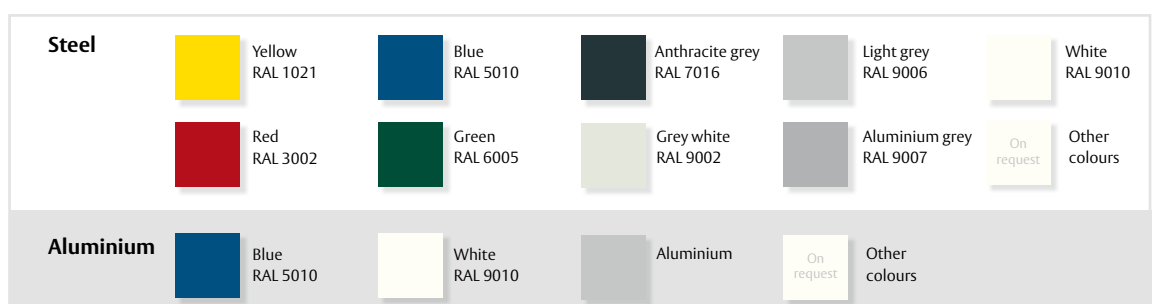 Steel
Yellow
RAL 1021
Blue
RAL 5010
Anthracite grey
RAL 7016
Light grey
RAL 9006
White
RAL 9010
Red
RAL 3002
Green
RAL 6005
Grey white
RAL 9002
Aluminium grey
RAL 9007
On
request
Other
colours
Aluminium
Blue
RAL 5010
White
RAL 9010
Aluminium
On
request
Other
colours